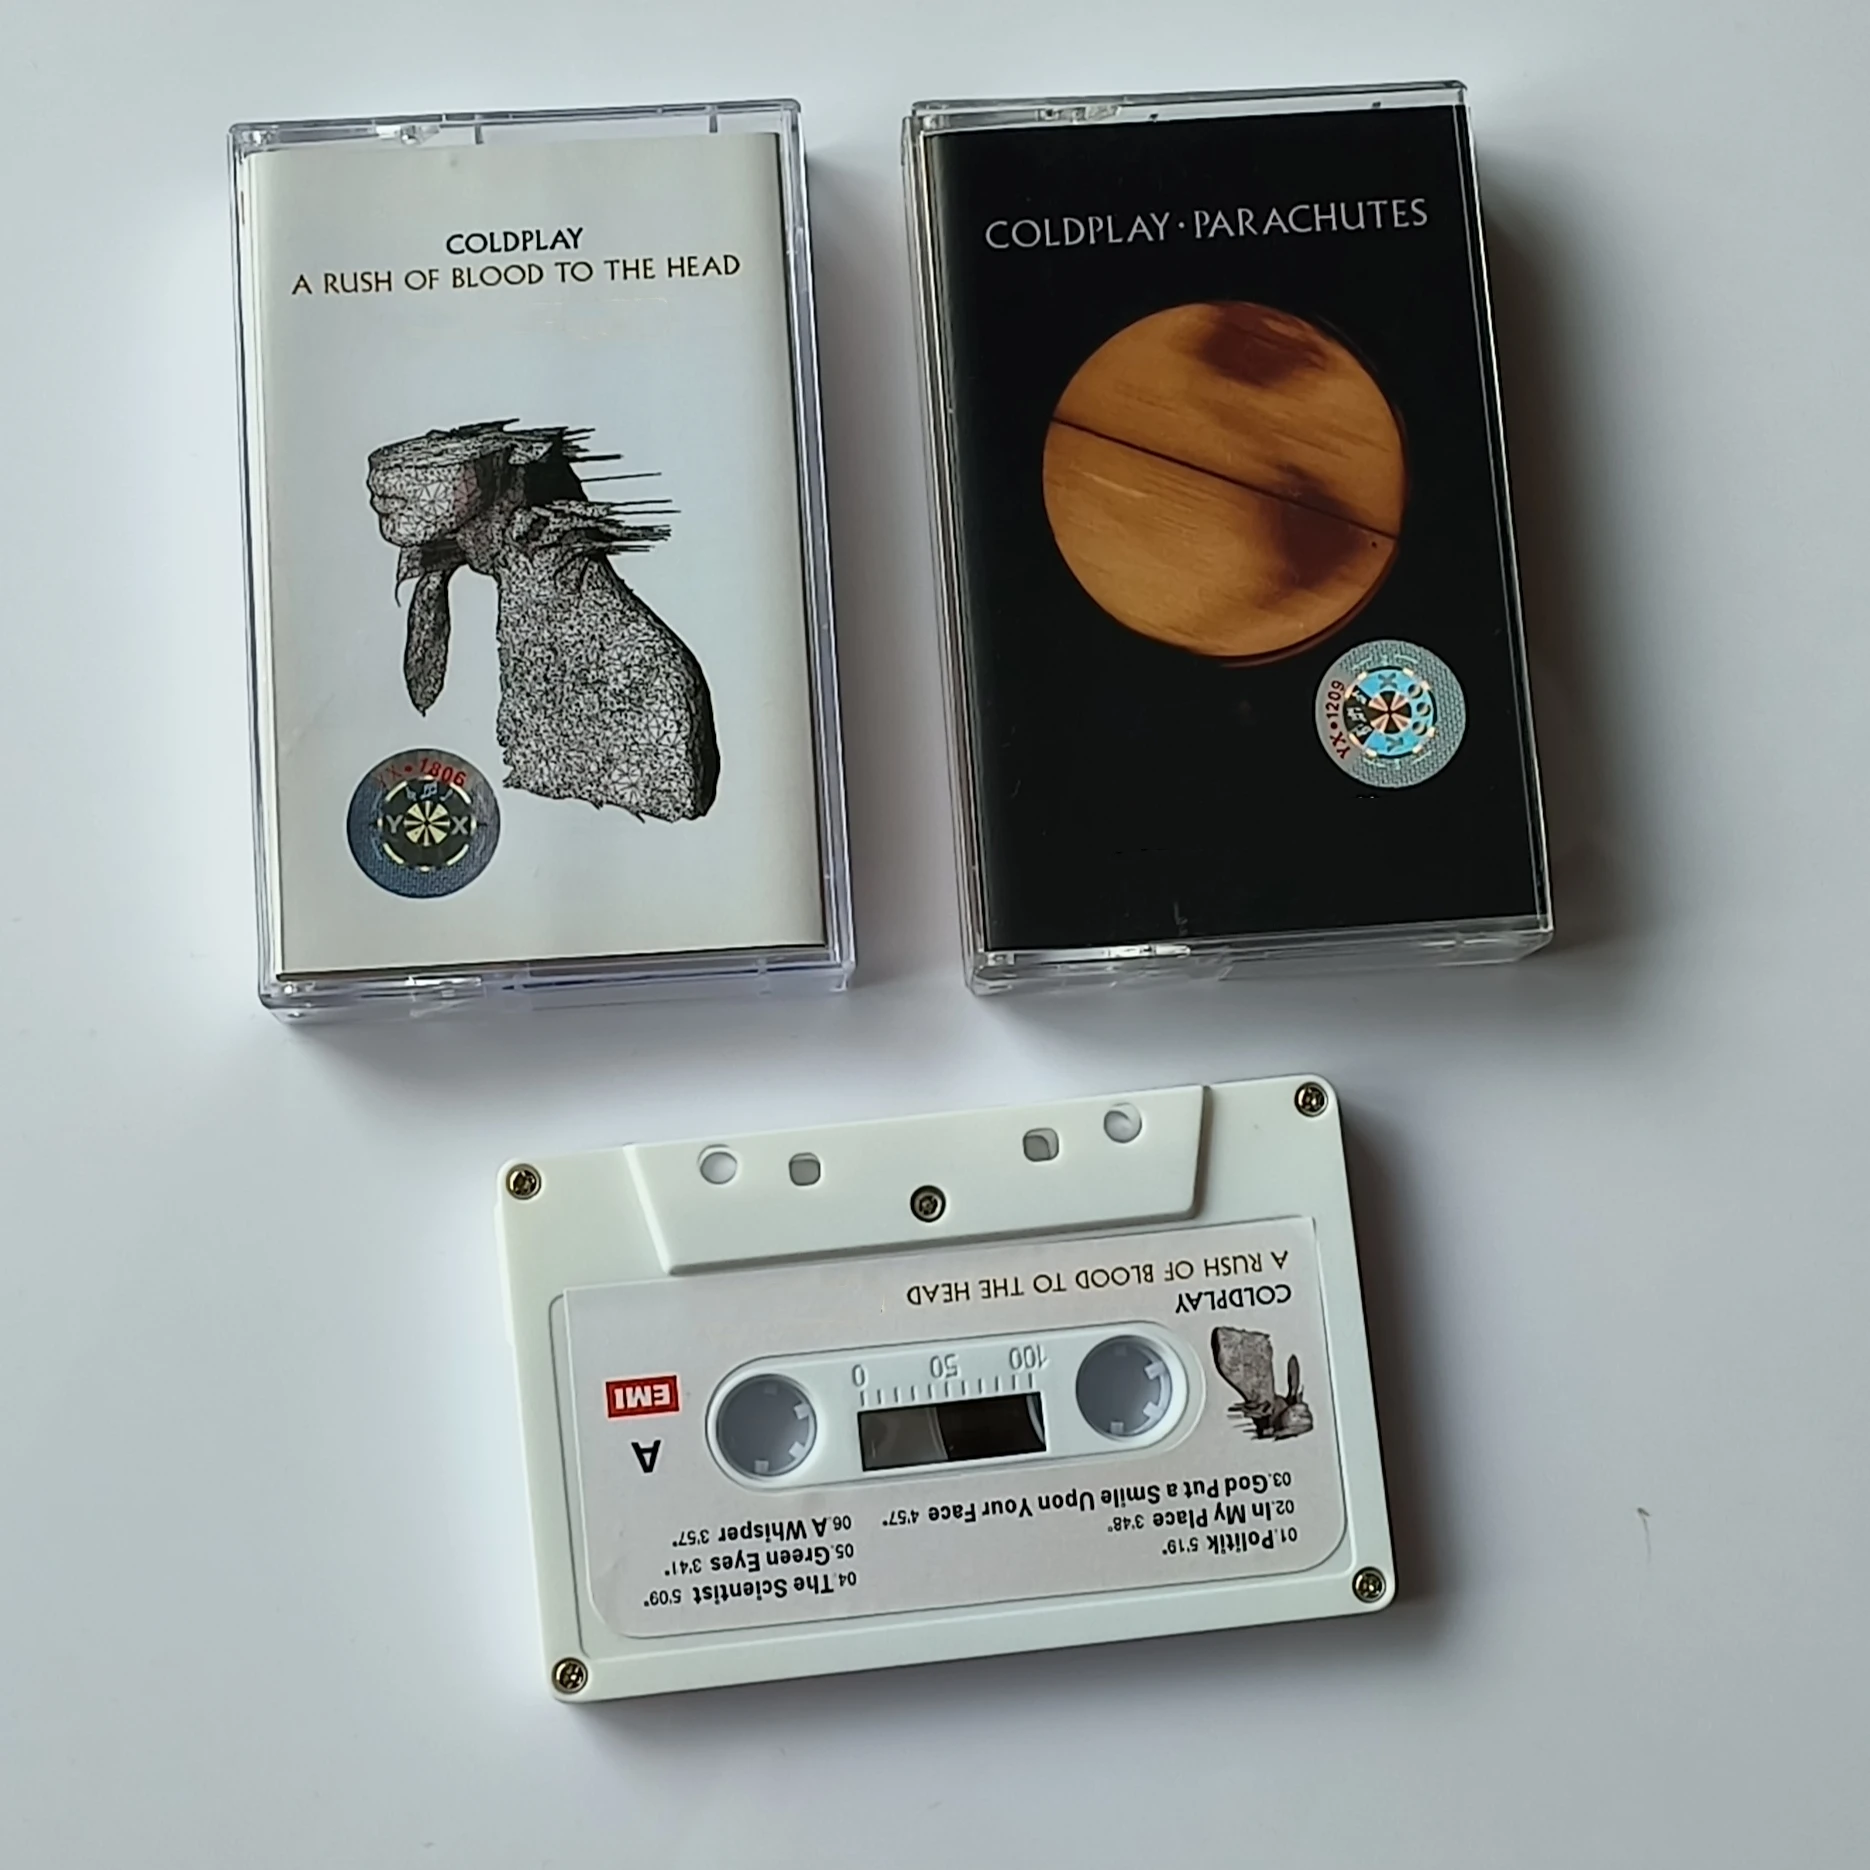 COLDPLAY
A RUSH OF BLOOD TO THE HEAD
YX•1806
Y X
COLDPLAY · PARACHUTES
YX•1209
A RUSH OF BLOOD TO THE HEAD
COLDPLAY
100 50 0
EMI
A
01.Politik 5'19"
02.In My Place 3'48"
03.God Put a Smile Upon Your Face 4'57"
04.The Scientist 5'09"
05.Green Eyes 3'41"
06.A Whisper 3'57"